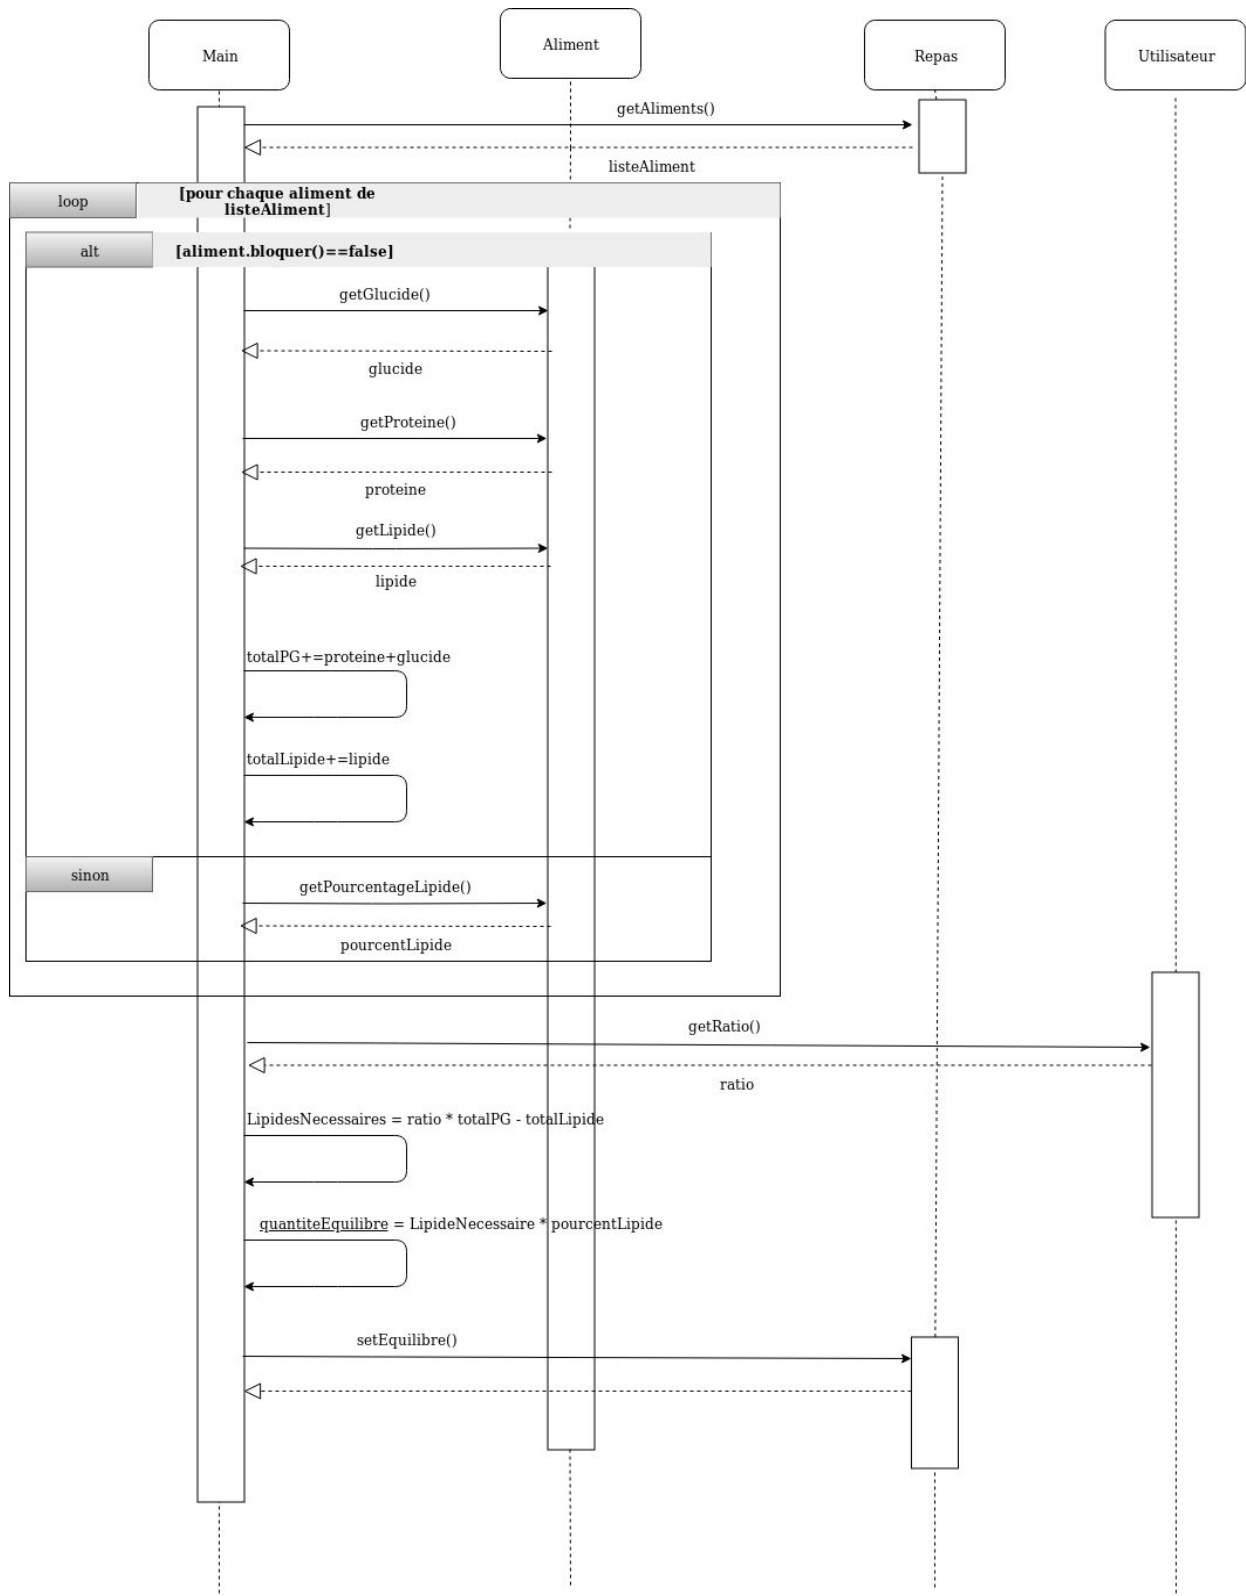 Main
Aliment
Repas
Utilisateur
getAliments()
listeAliment
loop
[pour chaque aliment de
listeAliment]
alt
[aliment.bloquer()==false]
getGlucide()
glucide
getProteine()
proteine
getLipide()
lipide
totalPG+=proteine+glucide
totalLipide+=lipide
sinon
getPourcentageLipide()
pourcentLipide
getRatio()
ratio
LipidesNecessaires = ratio * totalPG - totalLipide
quantiteEquilibre = LipideNecessaire * pourcentLipide
setEquilibre()